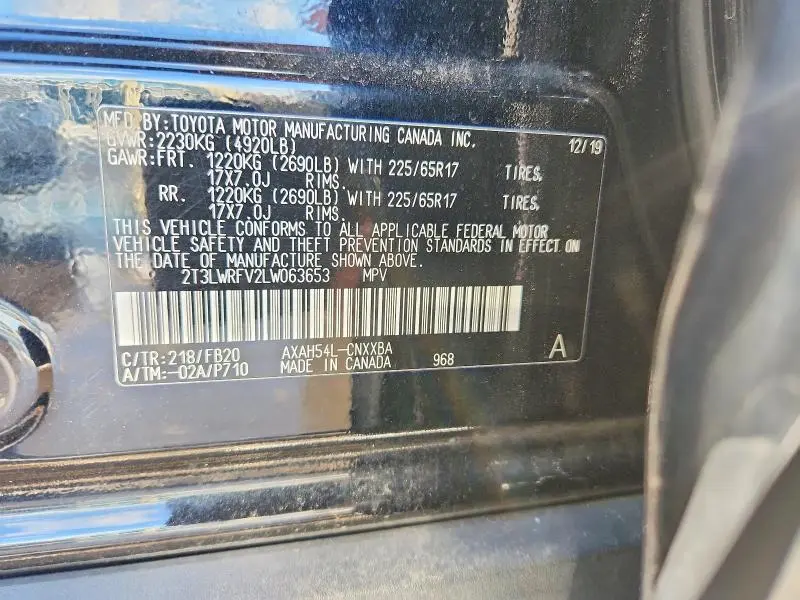 MFD. BY: TOYOTA MOTOR MANUFACTURING CANADA INC.
GVWR: 2230KG (4920LB) 12/19
GAWR: FRT. 1220KG (2690LB) WITH 225/65R17 TIRES,
17X7.0J RIMS.
RR. 1220KG (2690LB) WITH 225/65R17 TIRES,
17X7.0J RIMS.
THIS VEHICLE CONFORMS TO ALL APPLICABLE FEDERAL MOTOR
VEHICLE SAFETY AND THEFT PREVENTION STANDARDS IN EFFECT ON
THE DATE OF MANUFACTURE SHOWN ABOVE.
2T3LWRFV2LW063653 MPV
C/TR: 218/FB20 AXAH54L-CNXXBA
A/TM: -02A/P710 MADE IN CANADA 968 A